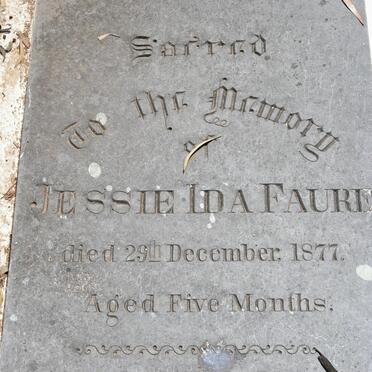 Sacred
To the Memory
of
JESSIE IDA FAURE
died 29th December. 1877.
Aged Five Months.